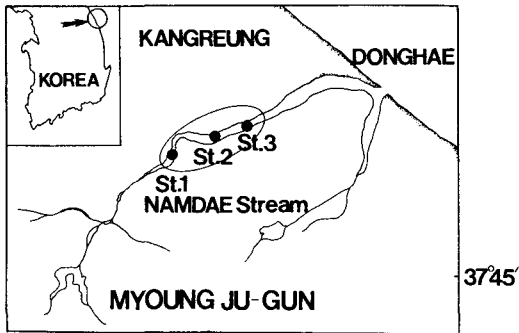 KANGREUNG
DONGHAE
KOREA
St.3
St.2
St.1
NAMDAE Stream
37°45′
MYOUNG JU-GUN